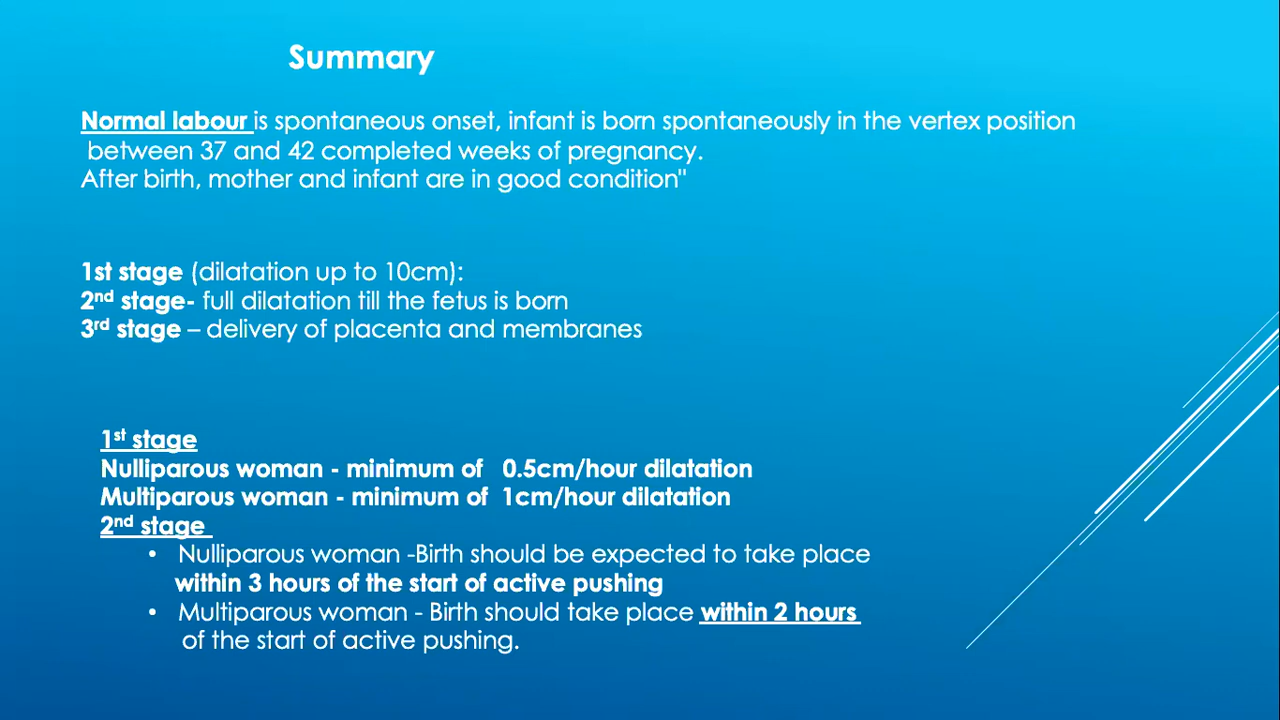 Summary
Normal labour is spontaneous onset, infant is born spontaneously in the vertex position
between 37 and 42 completed weeks of pregnancy.
After birth, mother and infant are in good condition"
1st stage (dilatation up to 10cm):
2nd stage- full dilatation till the fetus is born
3rd stage – delivery of placenta and membranes
1st stage
Nulliparous woman - minimum of 0.5cm/hour dilatation
Multiparous woman - minimum of 1cm/hour dilatation
2nd stage
• Nulliparous woman -Birth should be expected to take place
within 3 hours of the start of active pushing
• Multiparous woman - Birth should take place within 2 hours
of the start of active pushing.